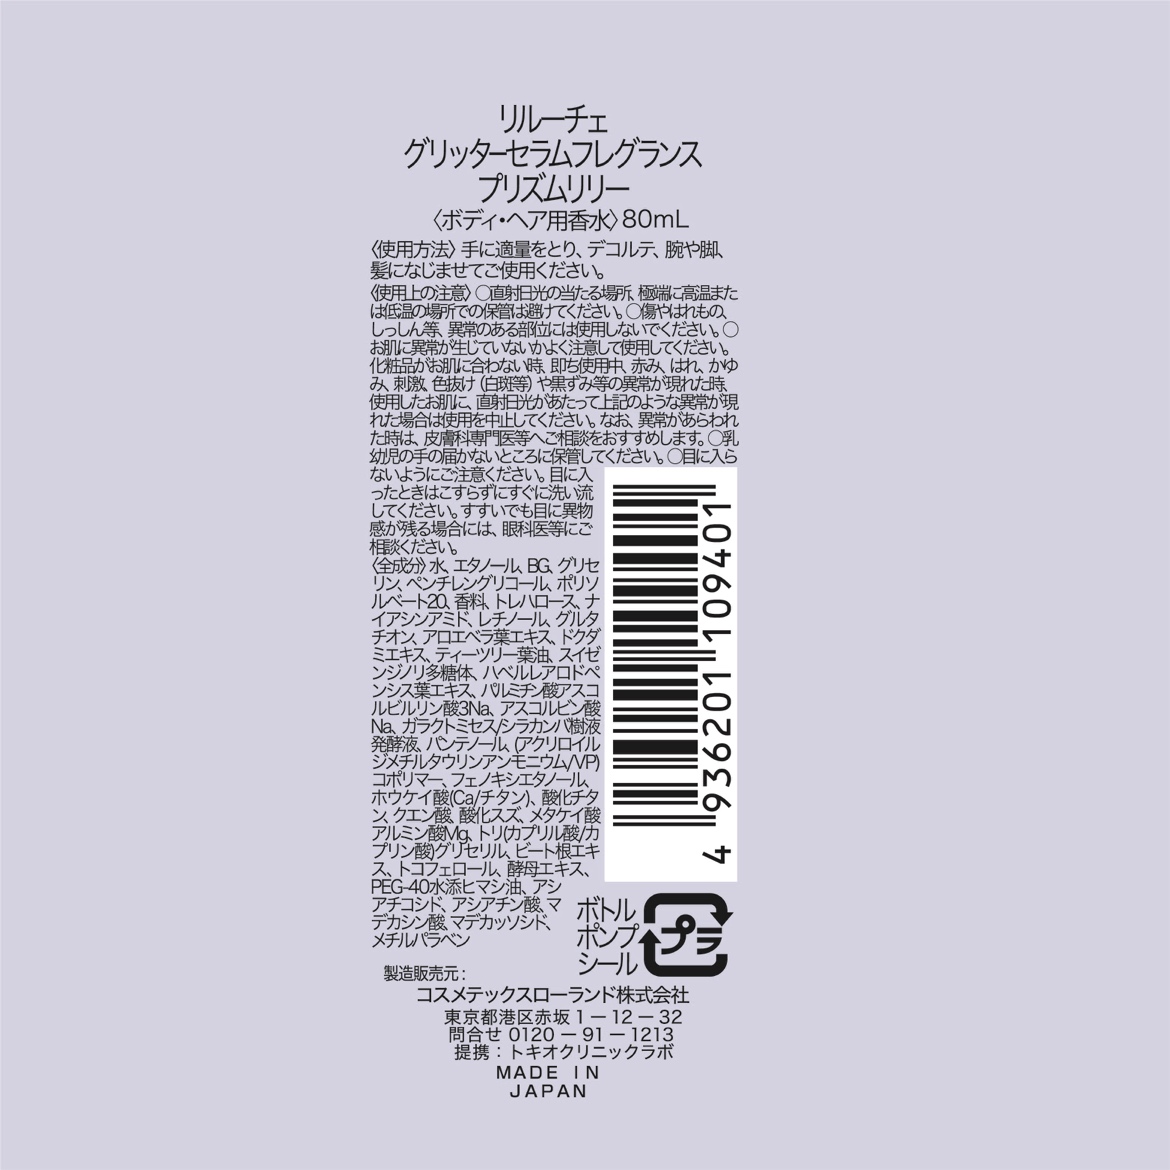 リルーチェ
グリッターセラムフレグランス
プリズムリリー
〈ボディ・ヘア用香水〉80mL
〈使用方法〉手に適量をとり、デコルテ、腕や脚、
髪になじませてご使用ください。
〈使用上の注意〉○直射日光の当たる場所、極端に高温また
は低温の場所での保管は避けてください。○傷やはれもの、
しっしん等、異常のある部位には使用しないでください。○
お肌に異常が生じていないかよく注意して使用してください。
化粧品がお肌に合わない時、即ち使用中、赤み、はれ、かゆ
み、刺激、色抜け（白斑等）や黒ずみ等の異常が現れた時、
使用したお肌に、直射日光があたって上記のような異常が現
れた場合は使用を中止してください。なお、異常があらわれ
た時は、皮膚科専門医等へご相談をおすすめします。○乳
幼児の手の届かないところに保管してください。○目に入ら
ないようにご注意ください。目に入
ったときはこすらずにすぐに洗い流
してください。すすいでも目に異物
感が残る場合には、眼科医等にご
相談ください。
〈全成分〉水、エタノール、BG、グリセ
リン、ペンチレングリコール、ポリソ
ルベート20、香料、トレハロース、ナ
イアシンアミド、レチノール、グルタ
チオン、アロエベラ葉エキス、ドクダ
ミエキス、ティーツリー葉油、スイゼ
ンジノリ多糖体、ハベルレアロドペ
ンシス葉エキス、パルミチン酸アスコ
ルビルリン酸3Na、アスコルビン酸
Na、ガラクトミセス/シラカンバ樹液
発酵液、パンテノール、(アクリロイル
ジメチルタウリンアンモニウム/VP)
コポリマー、フェノキシエタノール、
ホウケイ酸(Ca/チタン)、酸化チタ
ン、クエン酸、酸化スズ、メタケイ酸
アルミン酸Mg、トリ(カプリル酸/カ
プリン酸)グリセリル、ビート根エキ
ス、トコフェロール、酵母エキス、
PEG-40水添ヒマシ油、アシ
アチコシド、アシアチン酸、マ
デカシン酸、マデカッソシド、
メチルパラベン
4 936201 109401
ボトル
ポンプ
シール
プラ
製造販売元：
コスメテックスローランド株式会社
東京都港区赤坂1－12－32
問合せ 0120－91－1213
提携：トキオクリニックラボ
MADE IN
JAPAN